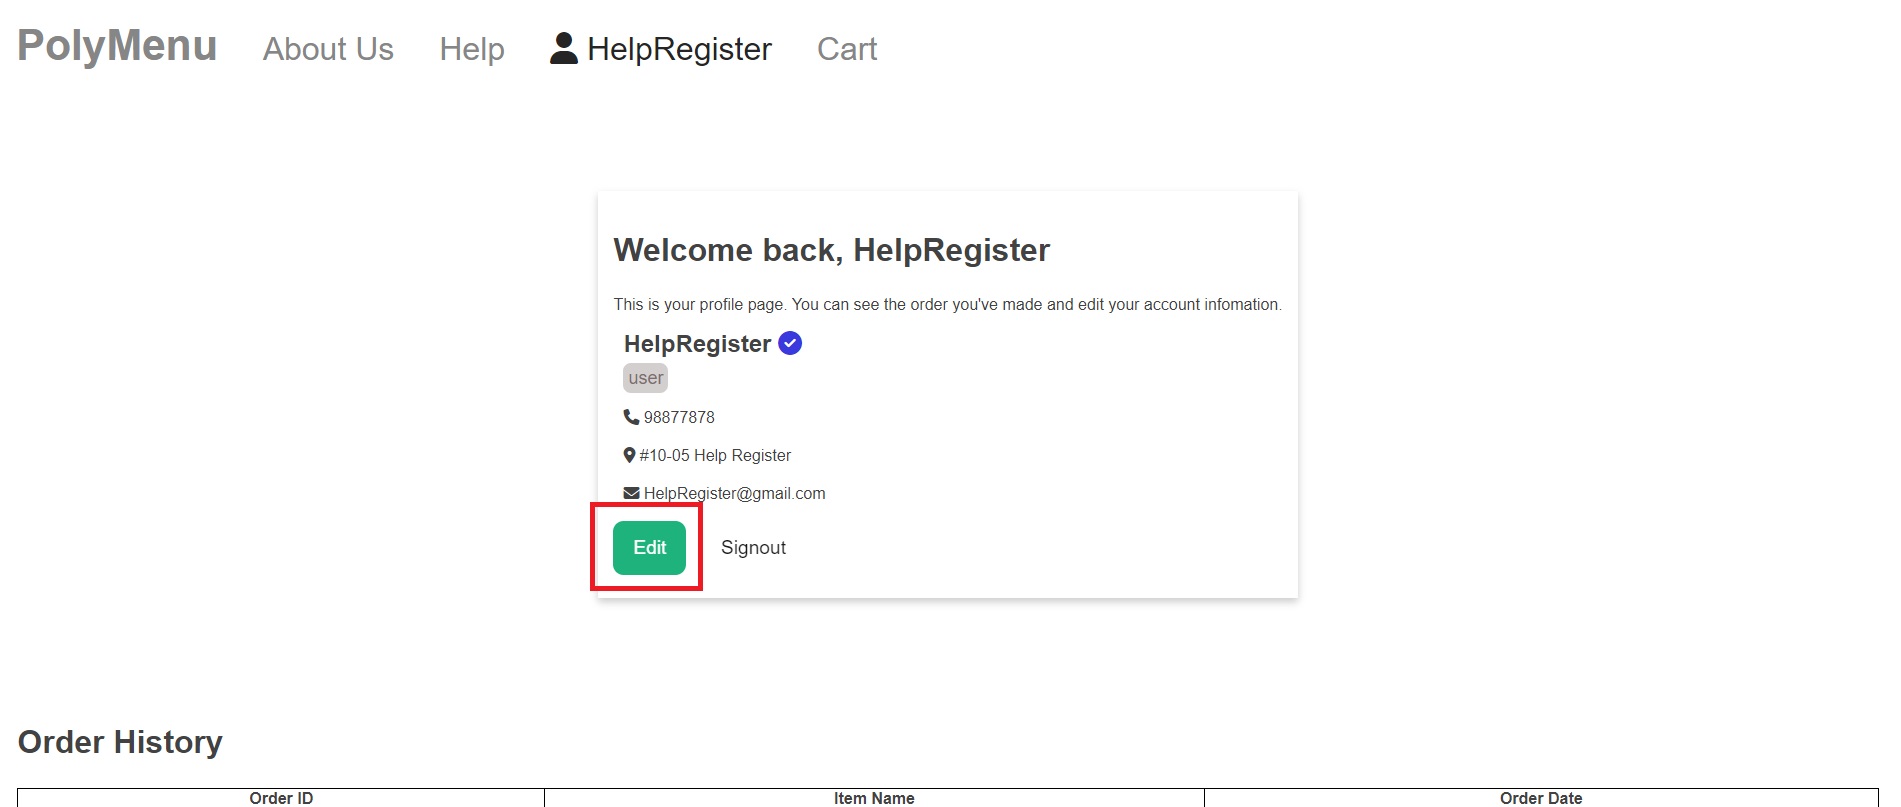 PolyMenu About Us Help HelpRegister Cart
Welcome back, HelpRegister
This is your profile page. You can see the order you've made and edit your account infomation.
HelpRegister
user
98877878
#10-05 Help Register
HelpRegister@gmail.com
Edit Signout
Order History
Order ID Item Name Order Date